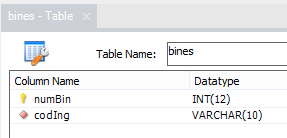 bines - Table ×
Table Name: bines
Column Name Datatype
numBin INT(12)
codIng VARCHAR(10)